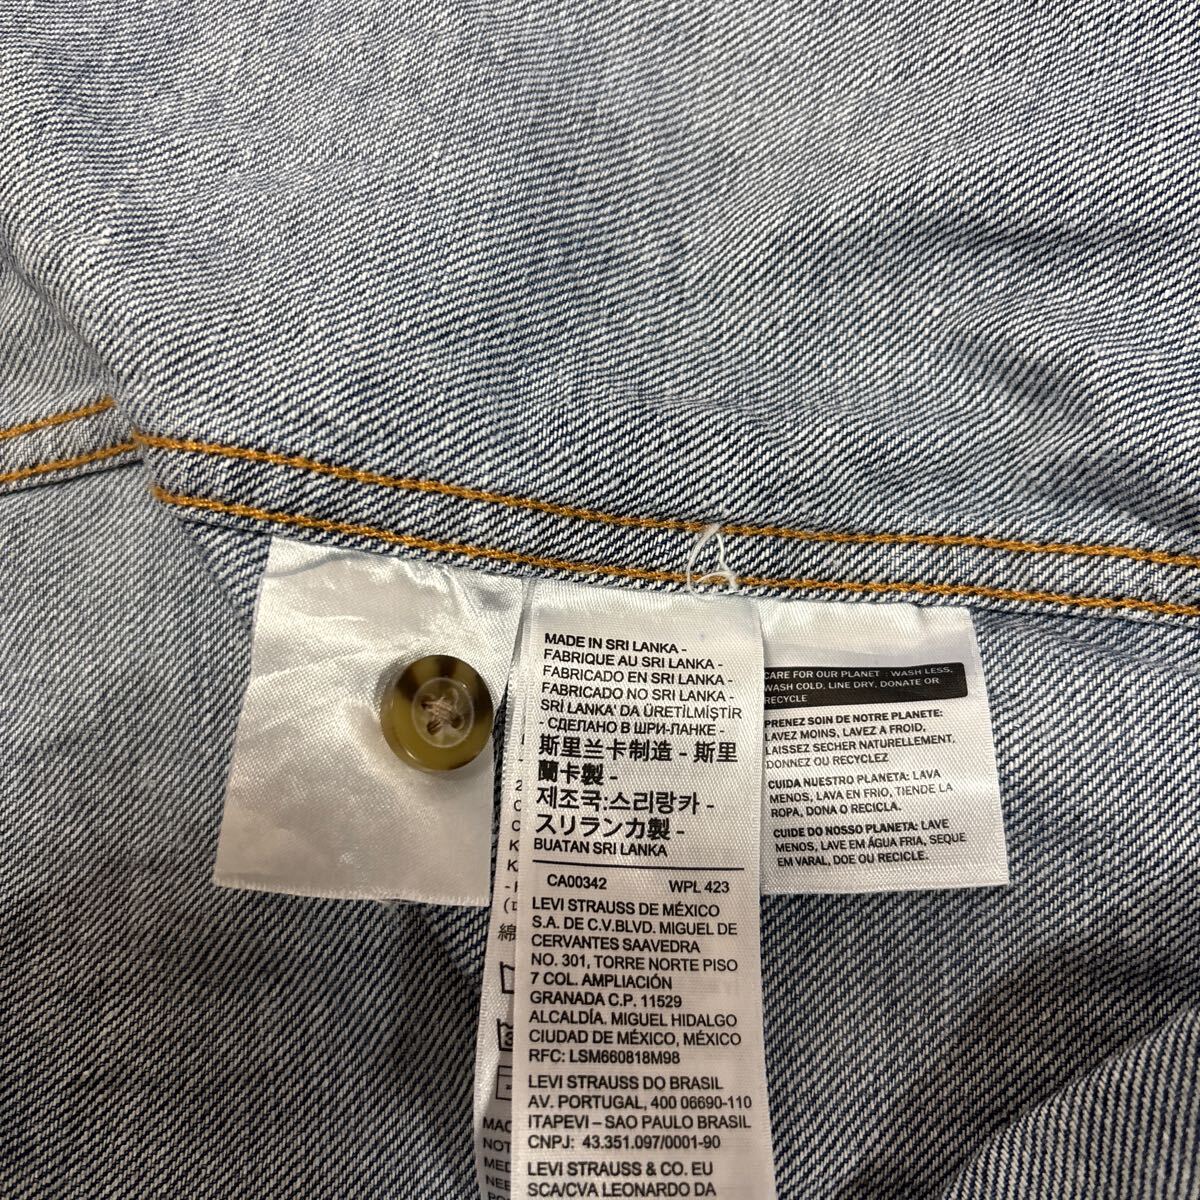 MADE IN SRI LANKA -
FABRIQUE AU SRI LANKA -
FABRICADO EN SRI LANKA -
FABRICADO NO SRI LANKA -
SRİ LANKA' DA ÜRETİLMİŞTİR
- СДЕЛАНО В ШРИ-ЛАНКЕ -
斯里兰卡制造 - 斯里
蘭卡製 -
제조국:스리랑카 -
スリランカ製 -
BUATAN SRI LANKA
CA00342 WPL 423
LEVI STRAUSS DE MÉXICO
S.A. DE C.V.BLVD. MIGUEL DE
CERVANTES SAAVEDRA
NO. 301, TORRE NORTE PISO
7 COL. AMPLIACIÓN
GRANADA C.P. 11529
ALCALDÍA. MIGUEL HIDALGO
CIUDAD DE MÉXICO, MÉXICO
RFC: LSM660818M98
LEVI STRAUSS DO BRASIL
AV. PORTUGAL, 400 06690-110
ITAPEVI – SAO PAULO BRASIL
CNPJ: 43.351.097/0001-90
LEVI STRAUSS & CO. EU
SCA/CVA LEONARDO DA
CARE FOR OUR PLANET : WASH LESS,
WASH COLD, LINE DRY, DONATE OR
RECYCLE
PRENEZ SOIN DE NOTRE PLANETE:
LAVEZ MOINS, LAVEZ A FROID,
LAISSEZ SECHER NATURELLEMENT,
DONNEZ OU RECYCLEZ
CUIDA NUESTRO PLANETA: LAVA
MENOS, LAVA EN FRIO, TIENDE LA
ROPA, DONA O RECICLA.
CUIDE DO NOSSO PLANETA: LAVE
MENOS, LAVE EM ÁGUA FRIA, SEQUE
EM VARAL, DOE OU RECICLE.
綿
MAC
NOT
MED
NEE